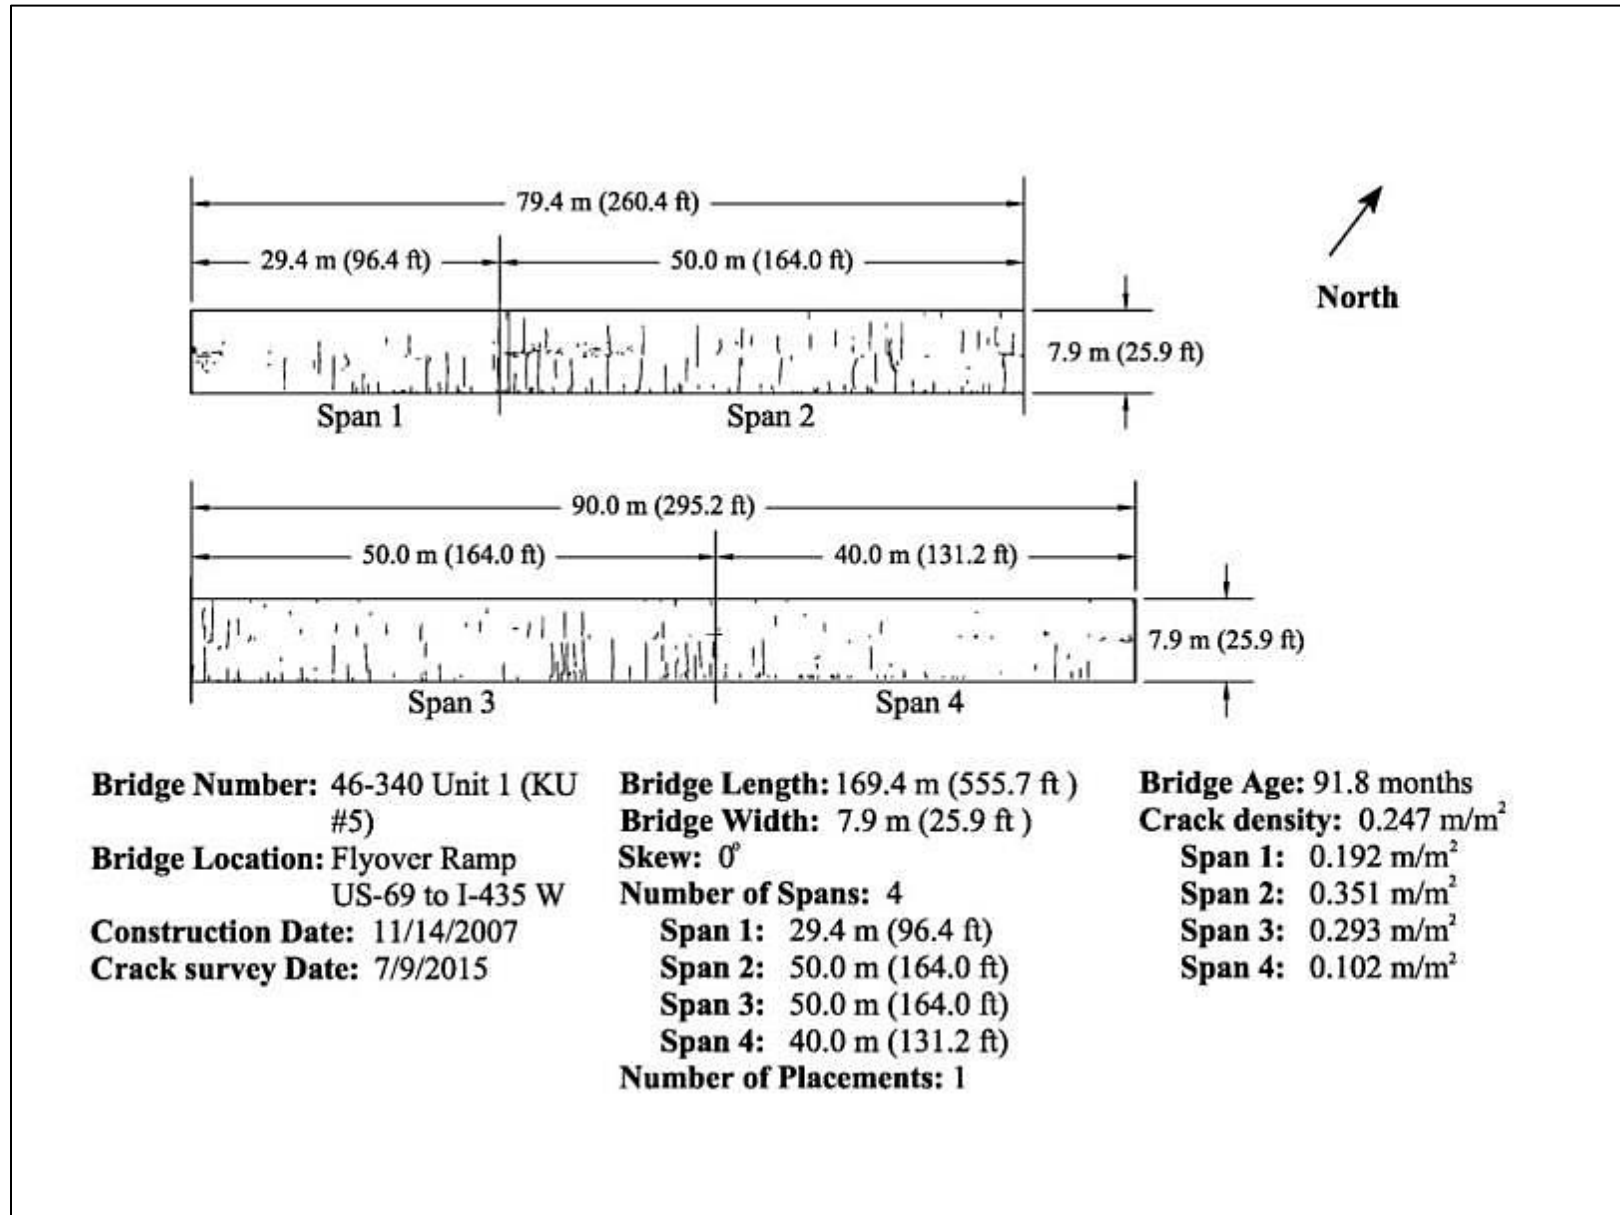 79.4 m (260.4 ft)
29.4 m (96.4 ft)
50.0 m (164.0 ft)
North
7.9 m (25.9 ft)
Span 1
Span 2
90.0 m (295.2 ft)
50.0 m (164.0 ft)
40.0 m (131.2 ft)
7.9 m (25.9 ft)
Span 3
Span 4
Bridge Number: 46-340 Unit 1 (KU
#5)
Bridge Location: Flyover Ramp
US-69 to I-435 W
Construction Date: 11/14/2007
Crack survey Date: 7/9/2015
Bridge Length: 169.4 m (555.7 ft )
Bridge Width: 7.9 m (25.9 ft )
Skew: 0°
Number of Spans: 4
Span 1: 29.4 m (96.4 ft)
Span 2: 50.0 m (164.0 ft)
Span 3: 50.0 m (164.0 ft)
Span 4: 40.0 m (131.2 ft)
Number of Placements: 1
Bridge Age: 91.8 months
Crack density: 0.247 m/m²
Span 1: 0.192 m/m²
Span 2: 0.351 m/m²
Span 3: 0.293 m/m²
Span 4: 0.102 m/m²